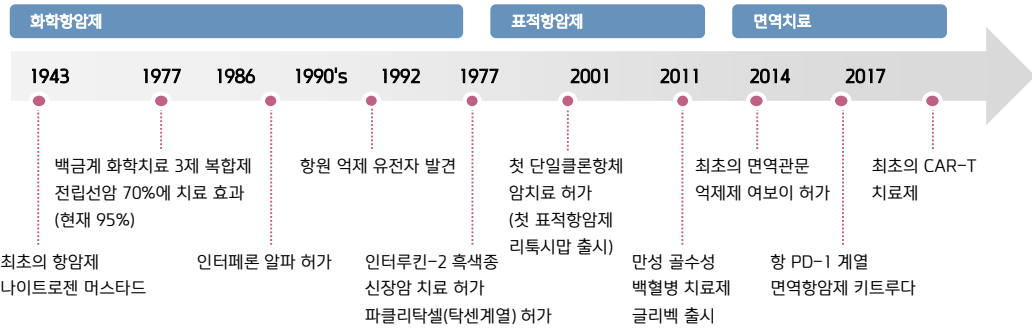 화학항암제
표적항암제
면역치료
1943 1977 1986 1990's 1992 1977 2001 2011 2014 2017
백금계 화학치료 3제 복합제
전립선암 70%에 치료 효과
(현재 95%)
항원 억제 유전자 발견
첫 단일클론항체
암치료 허가
(첫 표적항암제
리툭시맙 출시)
최초의 면역관문
억제제 여보이 허가
최초의 CAR-T
치료제
최초의 항암제
나이트로젠 머스타드
인터페론 알파 허가
인터루킨-2 흑색종
신장암 치료 허가
파클리탁셀(탁센계열) 허가
만성 골수성
백혈병 치료제
글리벡 출시
항 PD-1 계열
면역항암제 키트루다